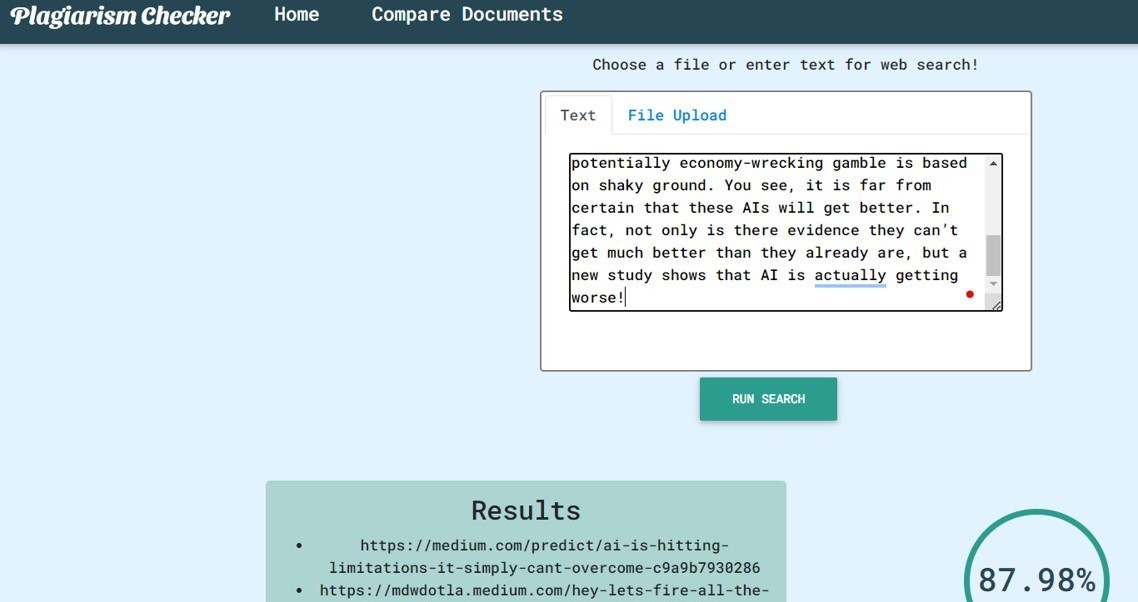 Plagiarism Checker Home Compare Documents
Choose a file or enter text for web search!
Text File Upload
potentially economy-wrecking gamble is based
on shaky ground. You see, it is far from
certain that these AIs will get better. In
fact, not only is there evidence they can't
get much better than they already are, but a
new study shows that AI is actually getting
worse!
RUN SEARCH
Results
• https://medium.com/predict/ai-is-hitting-
limitations-it-simply-cant-overcome-c9a9b7930286
• https://mdwdotla.medium.com/hey-lets-fire-all-the-
87.98%